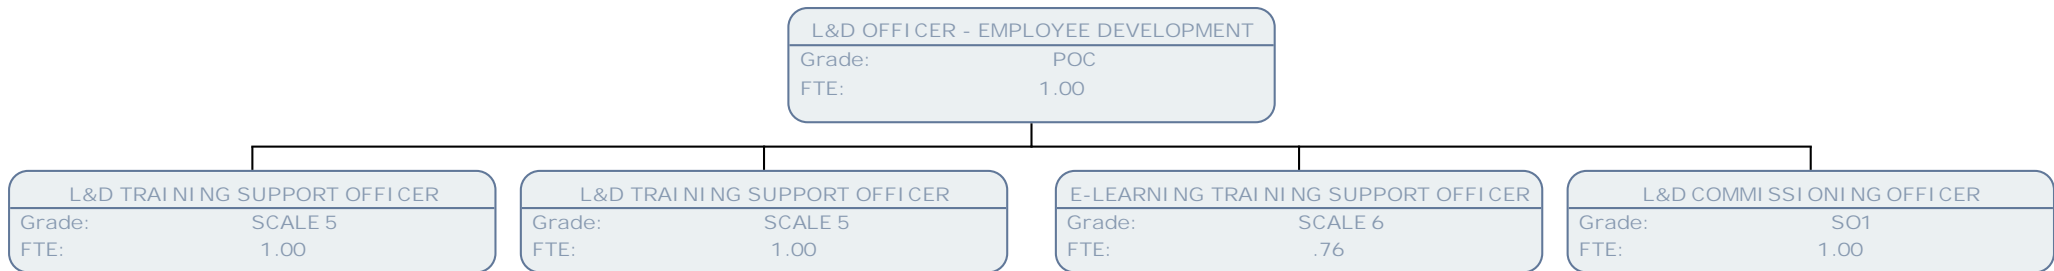 L&D OFFICER - EMPLOYEE DEVELOPMENT
Grade: POC
FTE: 1.00
L&D TRAINING SUPPORT OFFICER
Grade: SCALE 5
FTE: 1.00
L&D TRAINING SUPPORT OFFICER
Grade: SCALE 5
FTE: 1.00
E-LEARNING TRAINING SUPPORT OFFICER
Grade: SCALE 6
FTE: .76
L&D COMMISSIONING OFFICER
Grade: SO1
FTE: 1.00